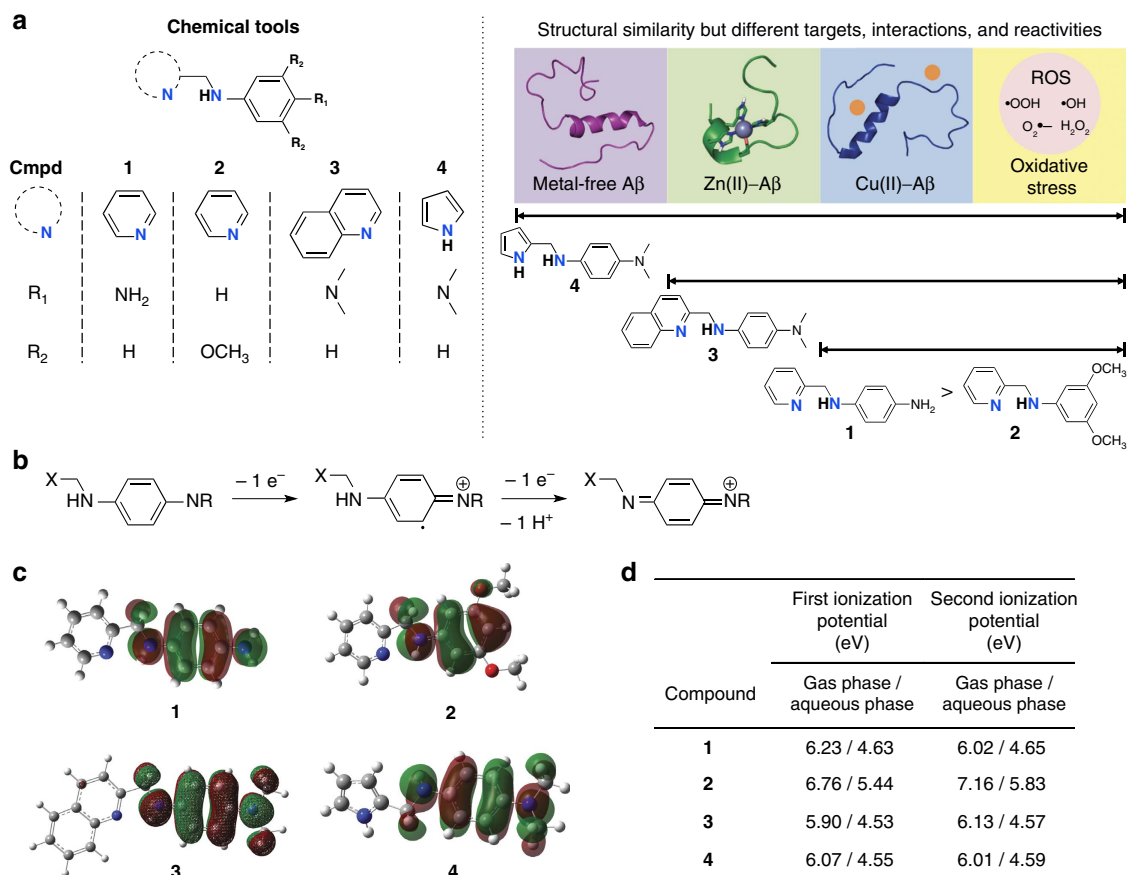 a
Chemical tools
R2
N HN R1
R2
Cmpd 1 2 3 4
N N N N N
H
R1 NH2 H N N
R2 H OCH3 H H
Structural similarity but different targets, interactions, and reactivities
ROS
•OOH •OH
O2•– H2O2
Metal-free Aβ Zn(II)–Aβ Cu(II)–Aβ Oxidative
stress
N HN N
H
4
N HN N
3
N HN NH2 > N HN OCH3
OCH3
1 2
b
X HN NR – 1 e– X HN ⊕ NR • – 1 e– X N ⊕ NR
– 1 H+
c
1 2
3 4
d
First ionization Second ionization
potential potential
(eV) (eV)
Compound Gas phase / Gas phase /
aqueous phase aqueous phase
1 6.23 / 4.63 6.02 / 4.65
2 6.76 / 5.44 7.16 / 5.83
3 5.90 / 4.53 6.13 / 4.57
4 6.07 / 4.55 6.01 / 4.59